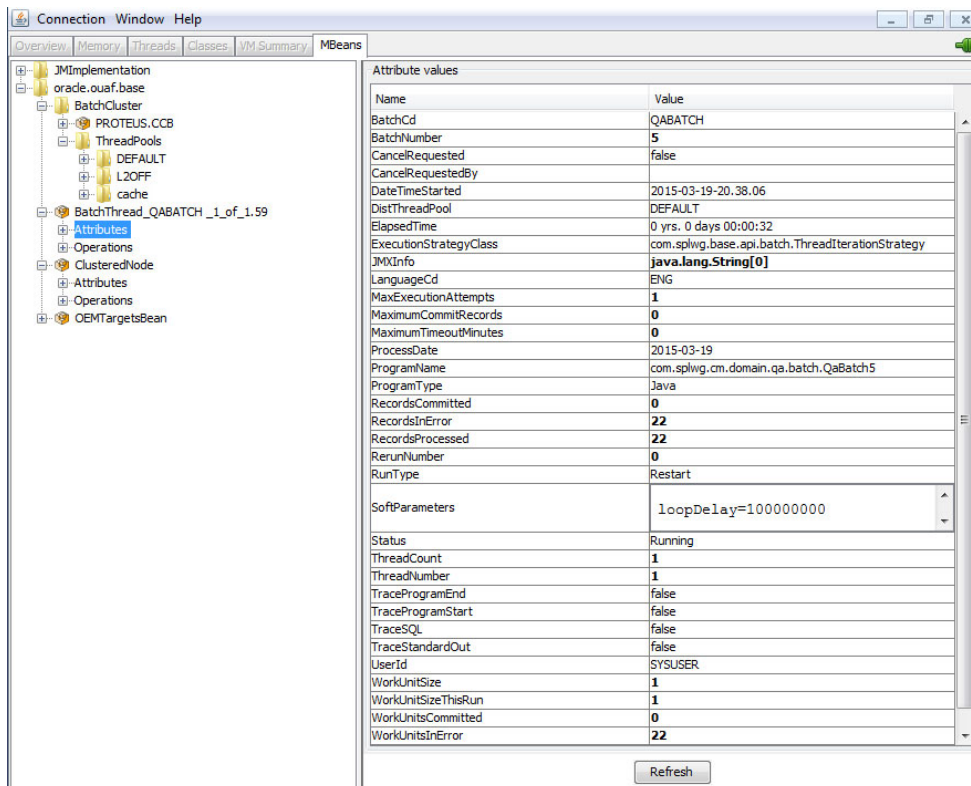 Connection Window Help
Overview Memory Threads Classes VM Summary MBeans
JMImplementation
oracle.ouaf.base
BatchCluster
PROTEUS.CCB
ThreadPools
DEFAULT
L2OFF
cache
BatchThread_QABATCH _1_of_1.59
Attributes
Operations
ClusteredNode
Attributes
Operations
OEMTargetsBean
Attribute values
Name Value
BatchCd QABATCH
BatchNumber 5
CancelRequested false
CancelRequestedBy
DateTimeStarted 2015-03-19-20.38.06
DistThreadPool DEFAULT
ElapsedTime 0 yrs. 0 days 00:00:32
ExecutionStrategyClass com.splwg.base.api.batch.ThreadIterationStrategy
JMXInfo java.lang.String[0]
LanguageCd ENG
MaxExecutionAttempts 1
MaximumCommitRecords 0
MaximumTimeoutMinutes 0
ProcessDate 2015-03-19
ProgramName com.splwg.cm.domain.qa.batch.QaBatch5
ProgramType Java
RecordsCommitted 0
RecordsInError 22
RecordsProcessed 22
RerunNumber 0
RunType Restart
SoftParameters loopDelay=100000000
Status Running
ThreadCount 1
ThreadNumber 1
TraceProgramEnd false
TraceProgramStart false
TraceSQL false
TraceStandardOut false
UserId SYSUSER
WorkUnitSize 1
WorkUnitSizeThisRun 1
WorkUnitsCommitted 0
WorkUnitsInError 22
Refresh